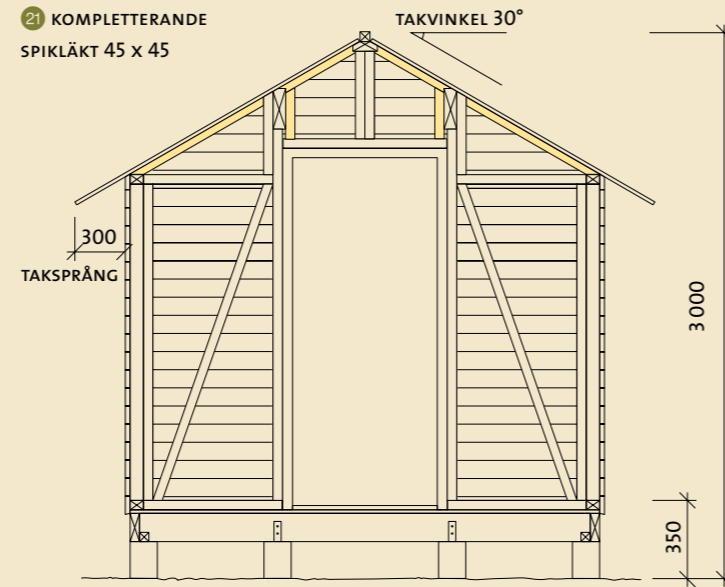 21 KOMPLETTERANDE
SPIKLÄKT 45 x 45
TAKVINKEL 30°
300
TAKSPRÅNG
3 000
350